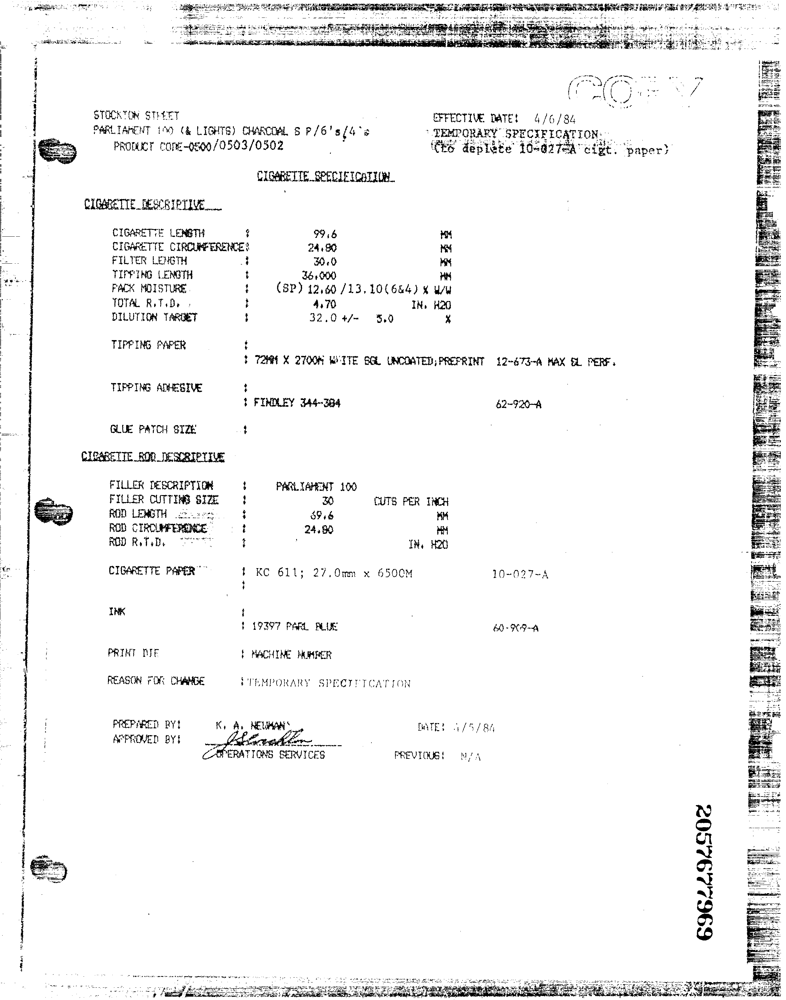 COPY
STOCKTON STREET
PARLIAMENT 100 (& LIGHTS) CHARCOAL S P/6's/4's
PRODUCT CODE-0500/0503/0502
EFFECTIVE DATE: 4/6/84
TEMPORARY SPECIFICATION
(to deplete 10-027-A cigt. paper)
CIGARETTE SPECIFICATION
CIGARETTE DESCRIPTIVE
CIGARETTE LENGTH : 99.6 MM
CIGARETTE CIRCUMFERENCE: 24.80 MM
FILTER LENGTH : 30.0 MM
TIPPING LENGTH : 36.000 MM
PACK MOISTURE : (SP) 12.60 /13.10(6&4) % W/W
TOTAL R.T.D. : 4.70 IN. H2O
DILUTION TARGET : 32.0 +/- 5.0 %
TIPPING PAPER :
: 72MM X 2700M WHITE SGL UNCOATED;PREPRINT 12-673-A MAX SL PERF.
TIPPING ADHESIVE :
: FINDLEY 344-384 62-920-A
GLUE PATCH SIZE :
CIGARETTE ROD DESCRIPTIVE
FILLER DESCRIPTION : PARLIAMENT 100
FILLER CUTTING SIZE : 30 CUTS PER INCH
ROD LENGTH : 69.6 MM
ROD CIRCUMFERENCE : 24.80 MM
ROD R.T.D. : IN. H2O
CIGARETTE PAPER : KC 611; 27.0mm x 6500M 10-027-A
:
INK :
: 19397 PARL BLUE 60-909-A
PRINT DIE : MACHINE NUMBER
REASON FOR CHANGE :TEMPORARY SPECIFICATION
PREPARED BY: K. A. NEWMAN DATE: 4/5/84
APPROVED BY:
OPERATIONS SERVICES PREVIOUS: N/A
2057677969